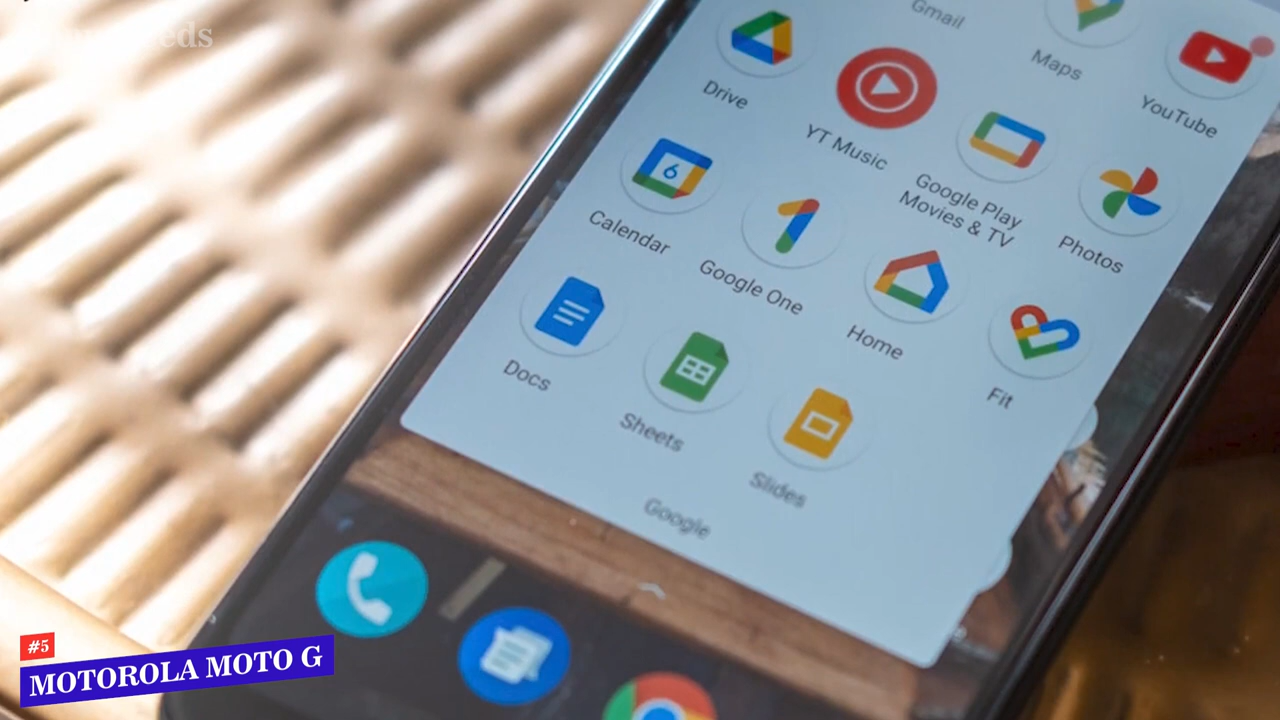 Gmail
Maps
YouTube
Drive
YT Music
Google Play
Movies & TV
Photos
6
Calendar
Google One
Home
Fit
Docs
Sheets
Slides
Google
#5
MOTOROLA MOTO G